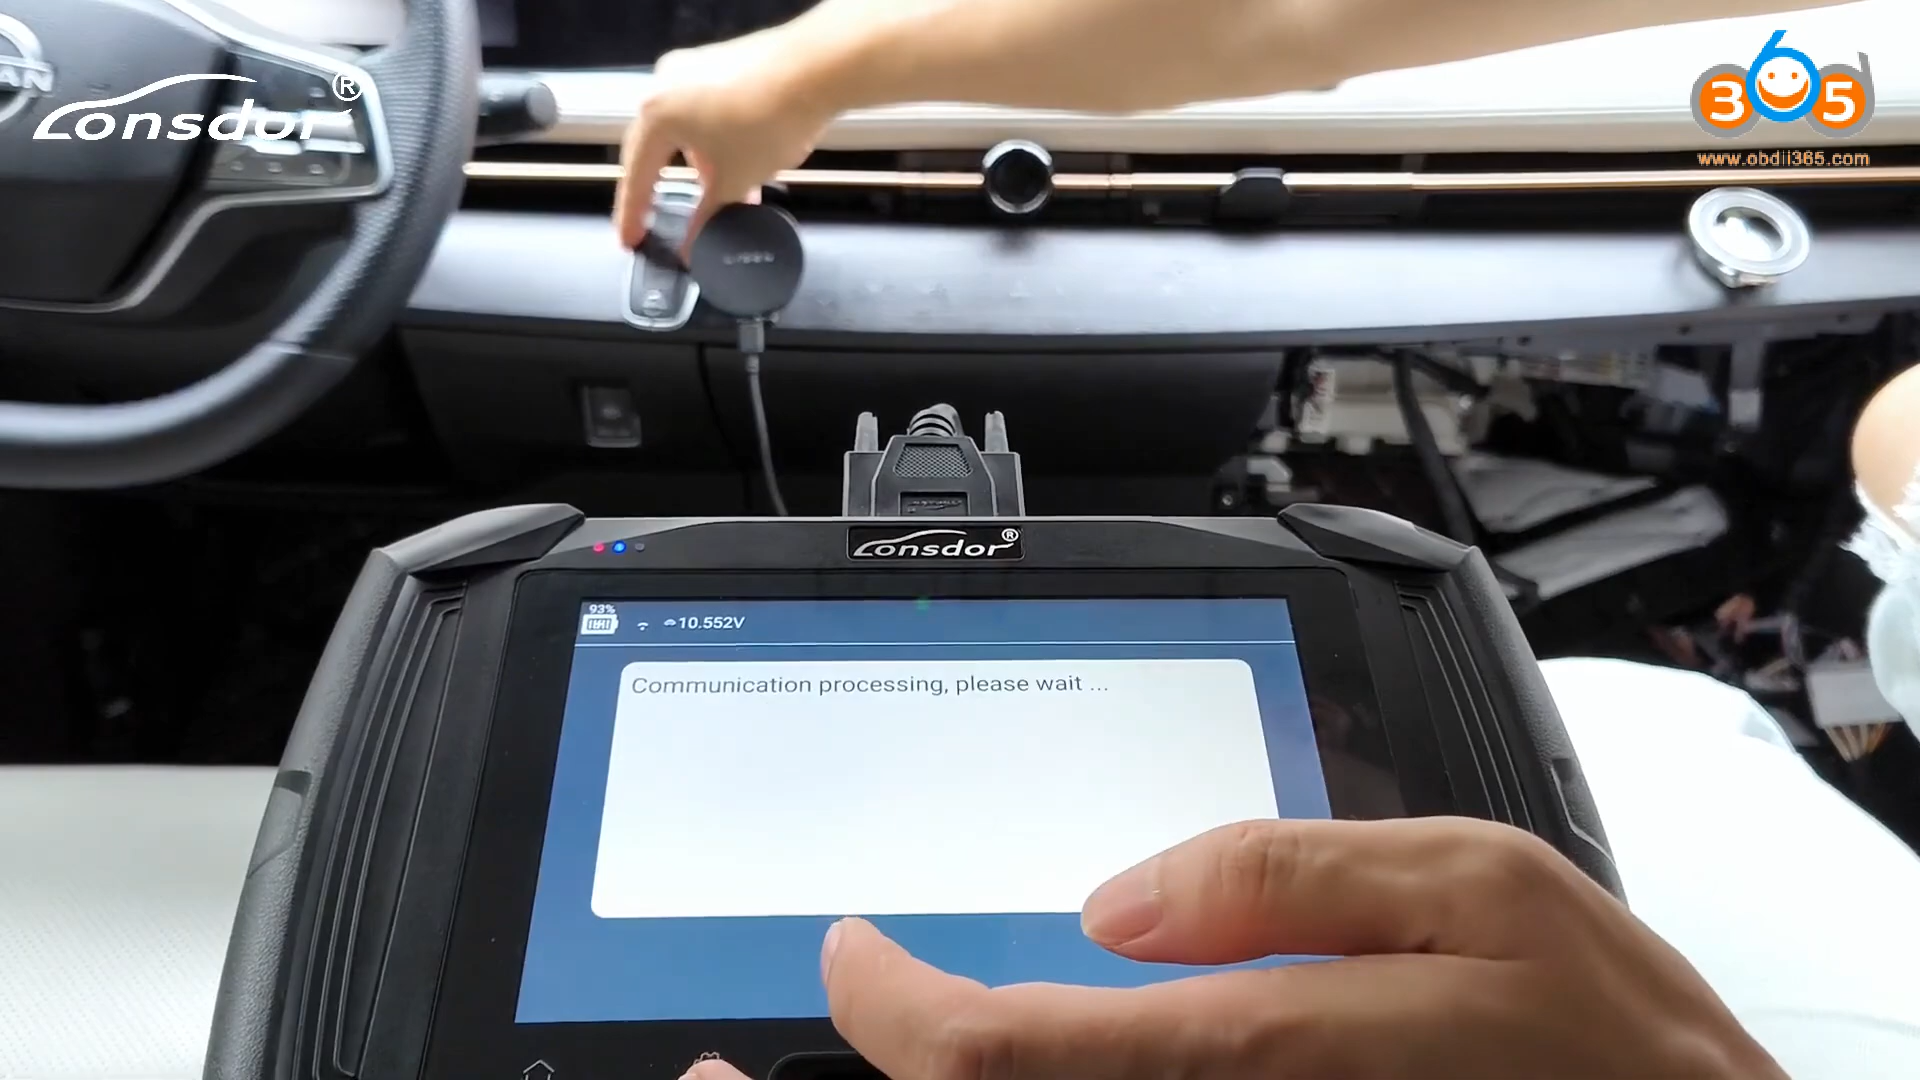 Lonsdor®
365
www.obdii365.com
Lonsdor®
93%
10.552V
Communication processing, please wait ...